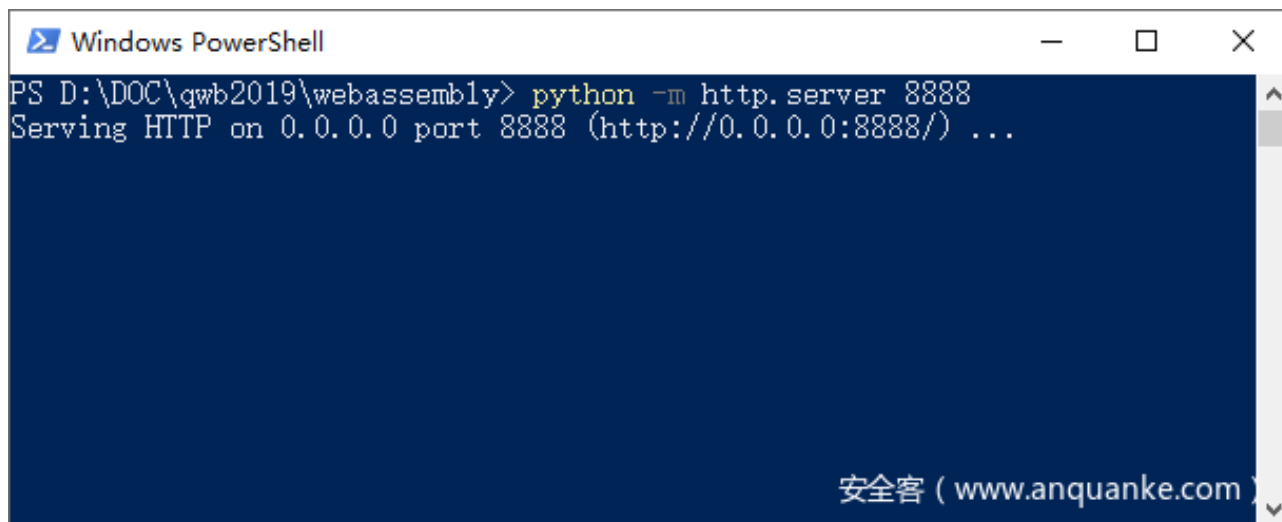 Windows PowerShell
PS D:\DOC\qwb2019\webassembly> python -m http.server 8888
Serving HTTP on 0.0.0.0 port 8888 (http://0.0.0.0:8888/) ...
安全客 ( www.anquanke.com )